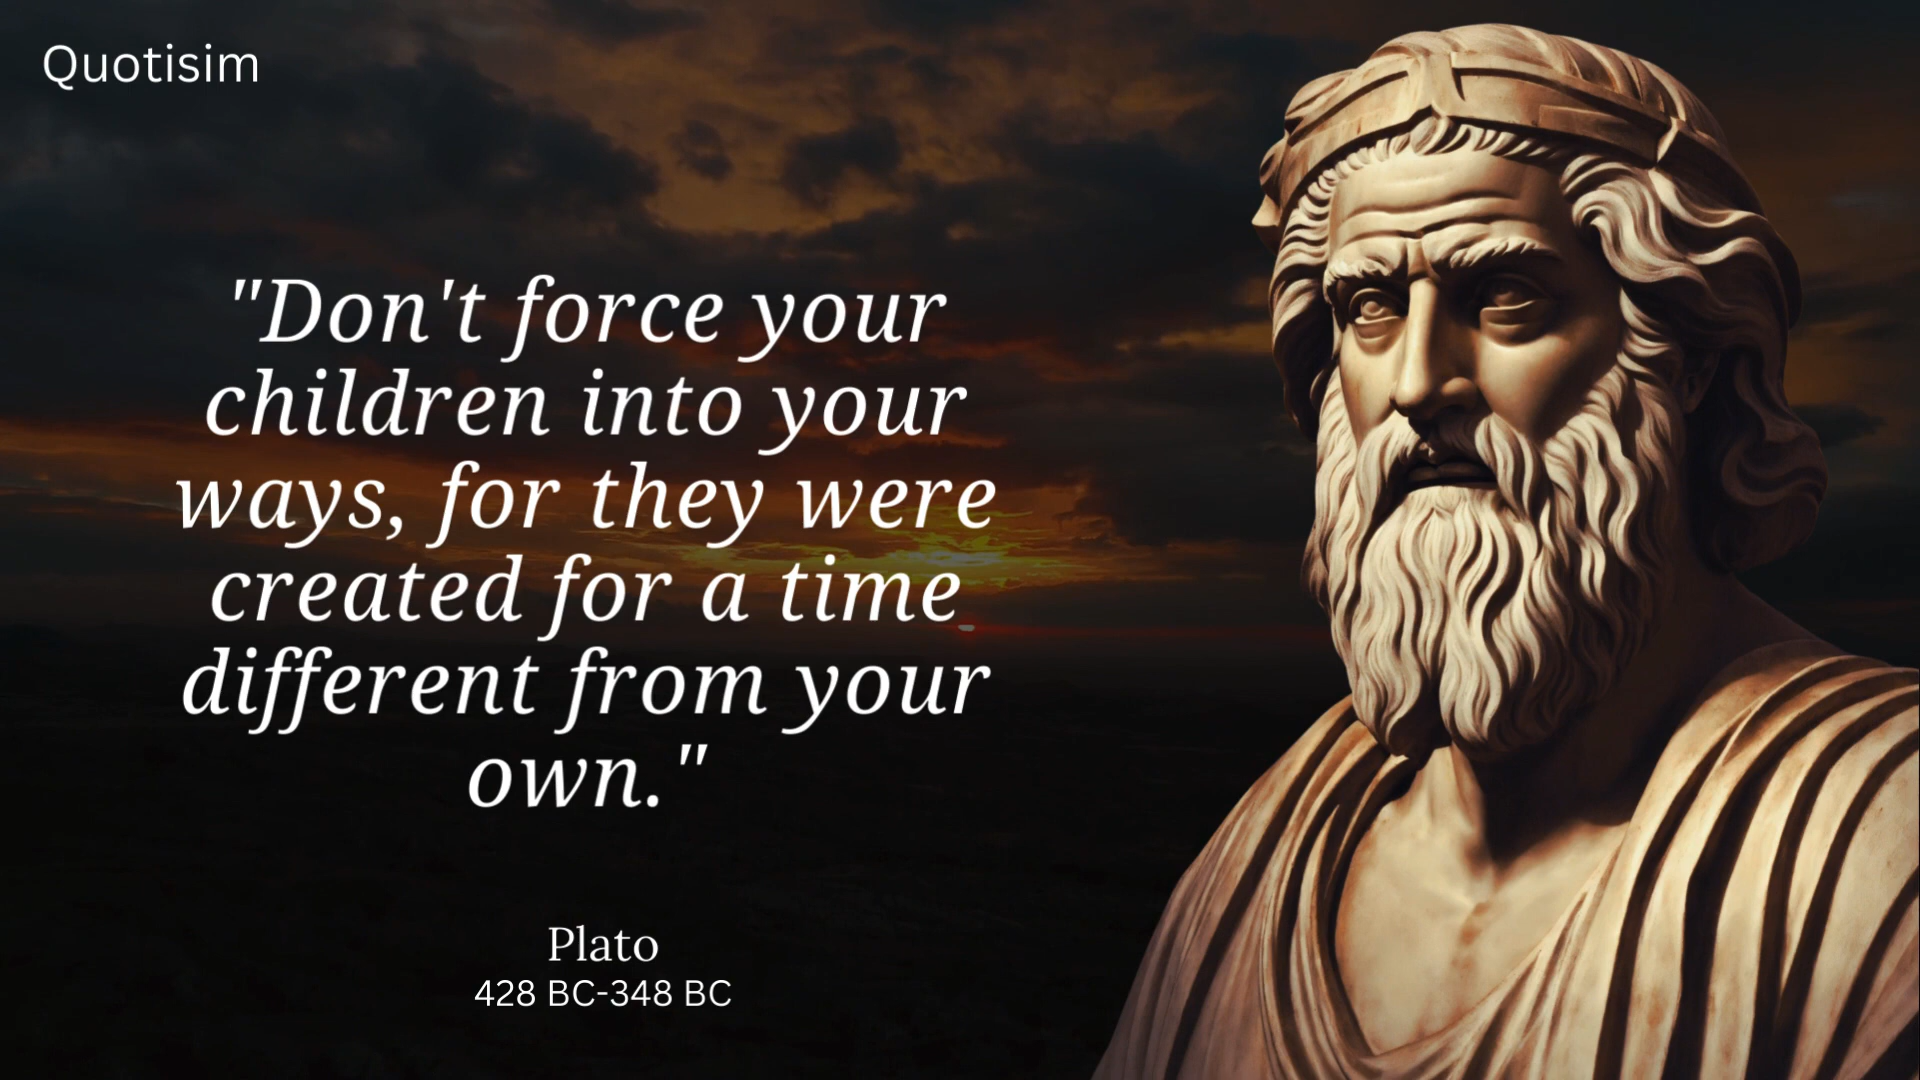 Quotisim
"Don't force your
children into your
ways, for they were
created for a time
different from your
own."
Plato
428 BC-348 BC